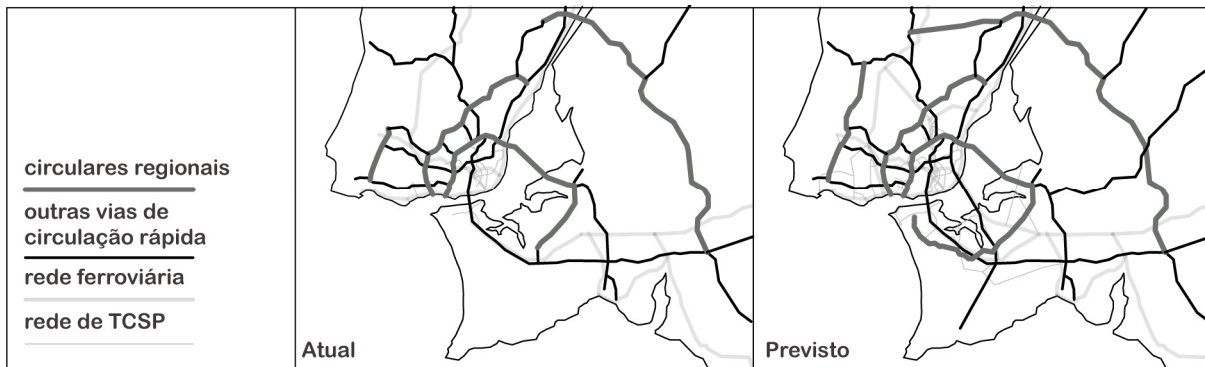 circulares regionais
outras vias de
circulação rápida
rede ferroviária
rede de TCSP
Atual
Previsto